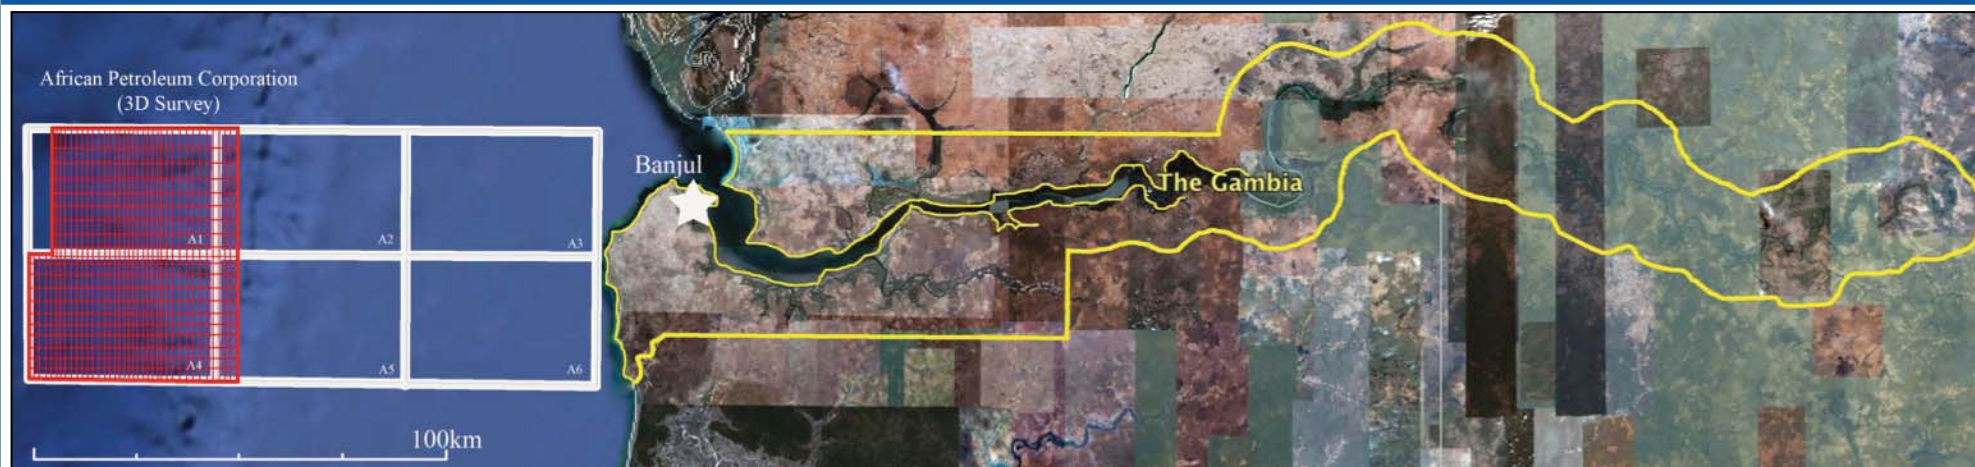 African Petroleum Corporation
(3D Survey)
Banjul
The Gambia
A1
A2
A3
A4
A5
A6
100km